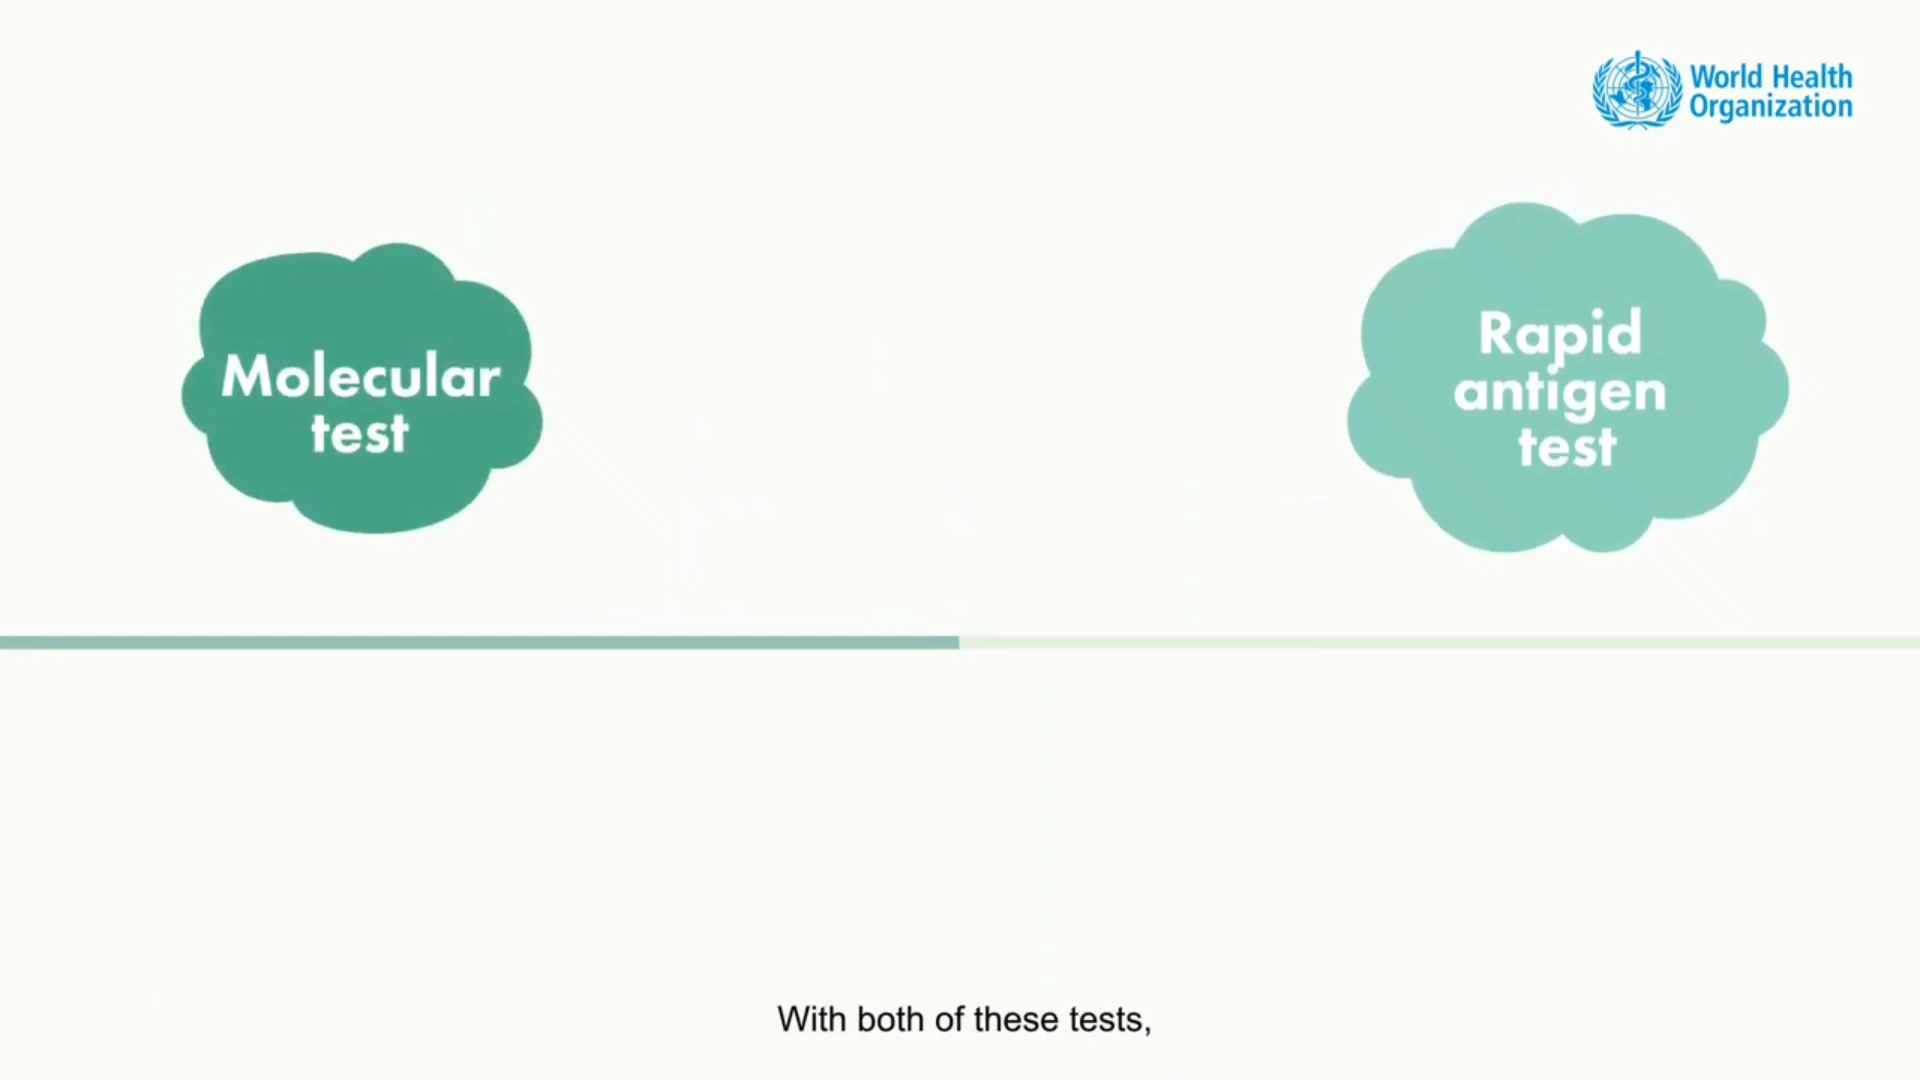 World Health
Organization
Molecular
test
Rapid
antigen
test
With both of these tests,